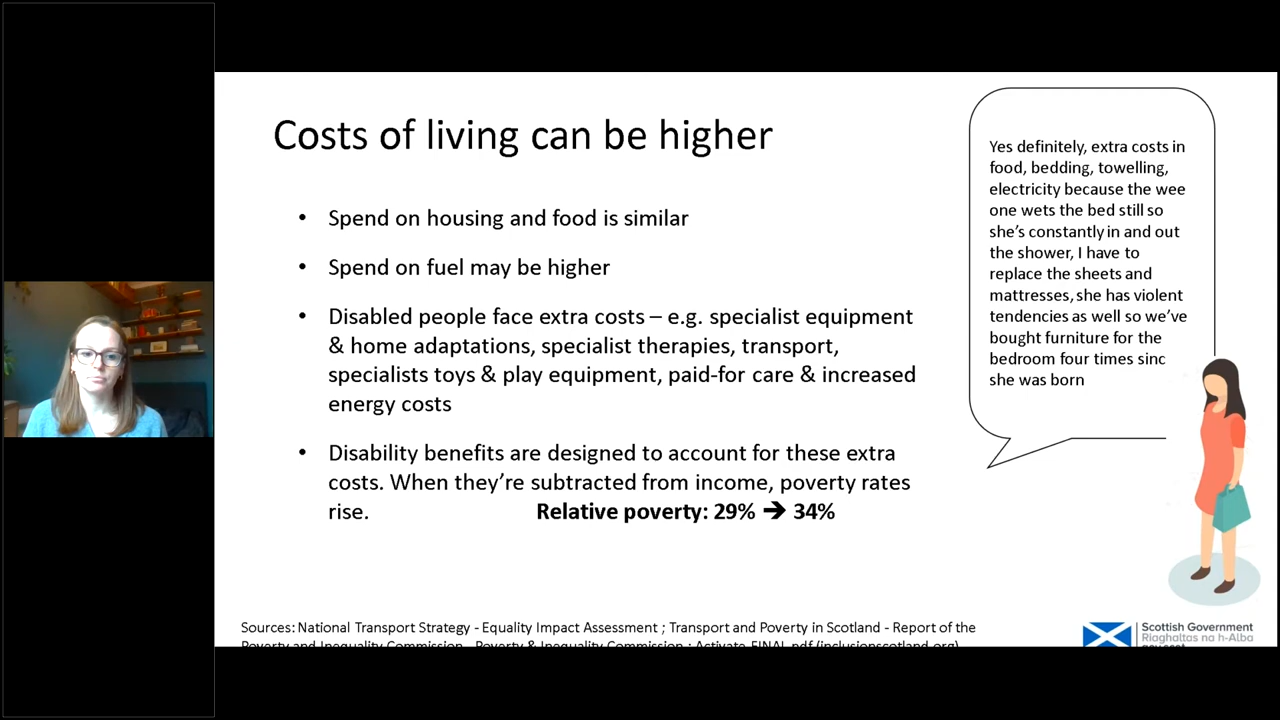 Costs of living can be higher
• Spend on housing and food is similar
• Spend on fuel may be higher
• Disabled people face extra costs – e.g. specialist equipment
& home adaptations, specialist therapies, transport,
specialists toys & play equipment, paid-for care & increased
energy costs
• Disability benefits are designed to account for these extra
costs. When they're subtracted from income, poverty rates
rise. Relative poverty: 29% ➔ 34%
Yes definitely, extra costs in
food, bedding, towelling,
electricity because the wee
one wets the bed still so
she's constantly in and out
the shower, I have to
replace the sheets and
mattresses, she has violent
tendencies as well so we've
bought furniture for the
bedroom four times sinc
she was born
Sources: National Transport Strategy - Equality Impact Assessment ; Transport and Poverty in Scotland - Report of the
Poverty and Inequality Commission - Poverty & Inequality Commission ; Activate FINAL.pdf (inclusionscotland.org)
Scottish Government
Riaghaltas na h-Alba
gov.scot